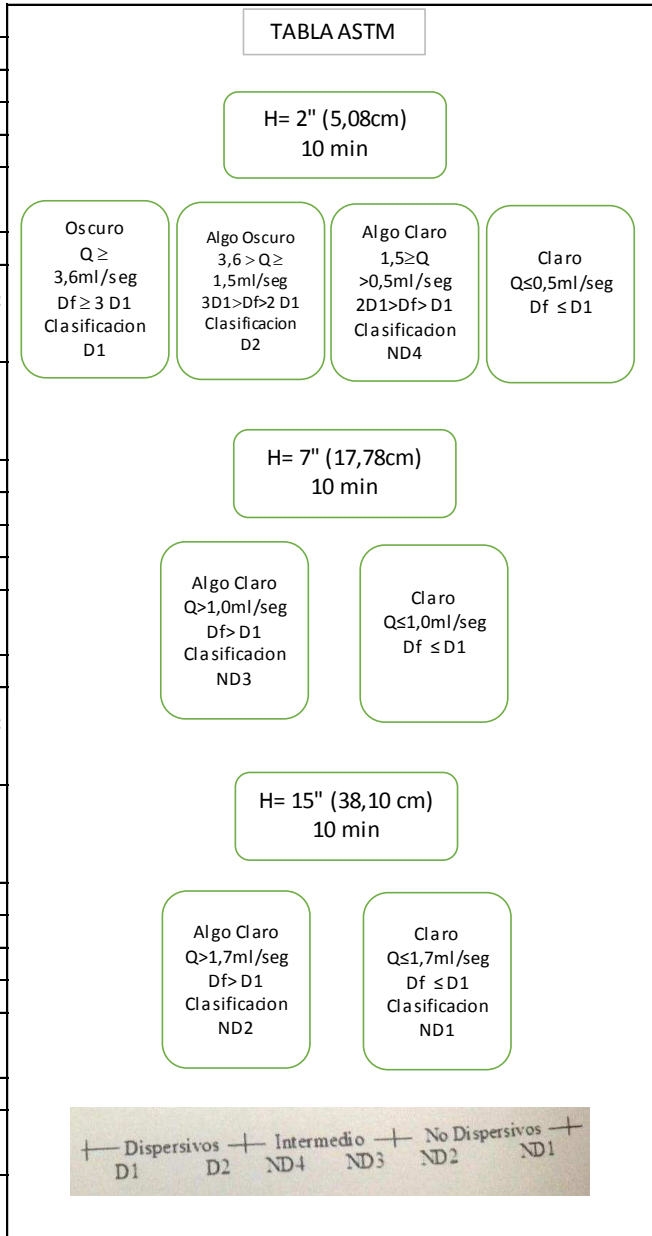 TABLA ASTM
H= 2" (5,08cm)
10 min
Oscuro
Q ≥
3,6ml/seg
Df ≥ 3 D1
Clasificacion
D1
Algo Oscuro
3,6 > Q ≥
1,5ml/seg
3D1>Df>2 D1
Clasificacion
D2
Algo Claro
1,5≥Q
>0,5ml/seg
2D1>Df> D1
Clasificacion
ND4
Claro
Q≤0,5ml/seg
Df ≤ D1
H= 7" (17,78cm)
10 min
Algo Claro
Q>1,0ml/seg
Df> D1
Clasificacion
ND3
Claro
Q≤1,0ml/seg
Df ≤ D1
H= 15" (38,10 cm)
10 min
Algo Claro
Q>1,7ml/seg
Df> D1
Clasificacion
ND2
Claro
Q≤1,7ml/seg
Df ≤ D1
Clasificacion
ND1
Dispersivos Intermedio No Dispersivos
D1 D2 ND4 ND3 ND2 ND1